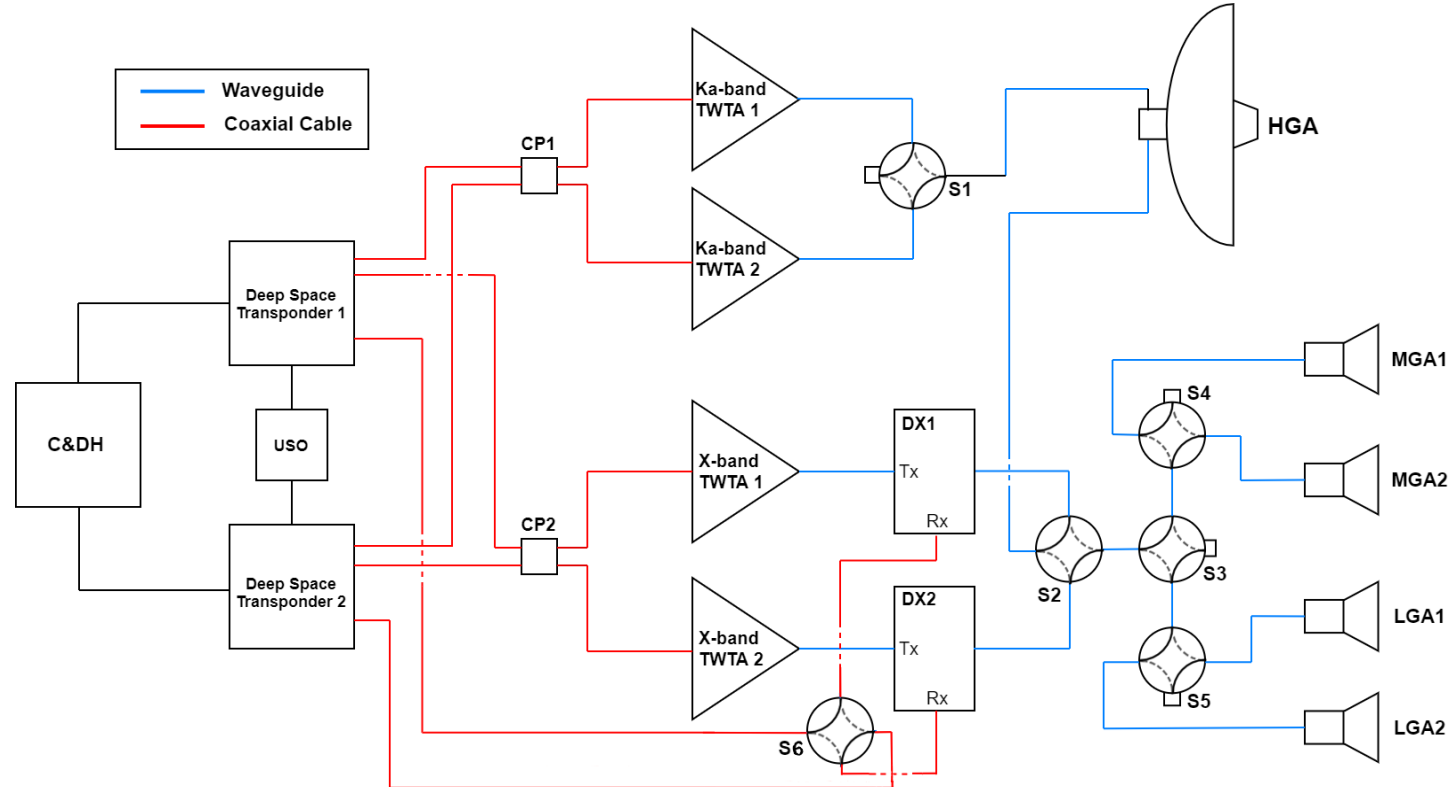 Waveguide
Coaxial Cable
Ka-band
TWTA 1
HGA
CP1
S1
Ka-band
TWTA 2
Deep Space
Transponder 1
MGA1
S4
C&DH
USO
X-band
TWTA 1
DX1
Tx
Rx
MGA2
CP2
S2
S3
Deep Space
Transponder 2
X-band
TWTA 2
DX2
Tx
Rx
LGA1
S5
S6
LGA2